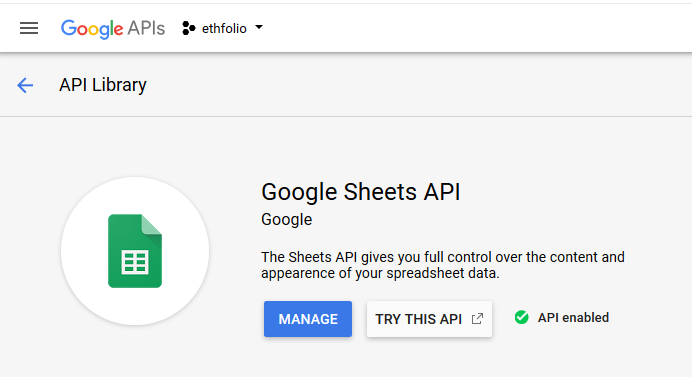 Google APIs ethfolio
API Library
Google Sheets API
Google
The Sheets API gives you full control over the content and
appearence of your spreadsheet data.
MANAGE TRY THIS API API enabled